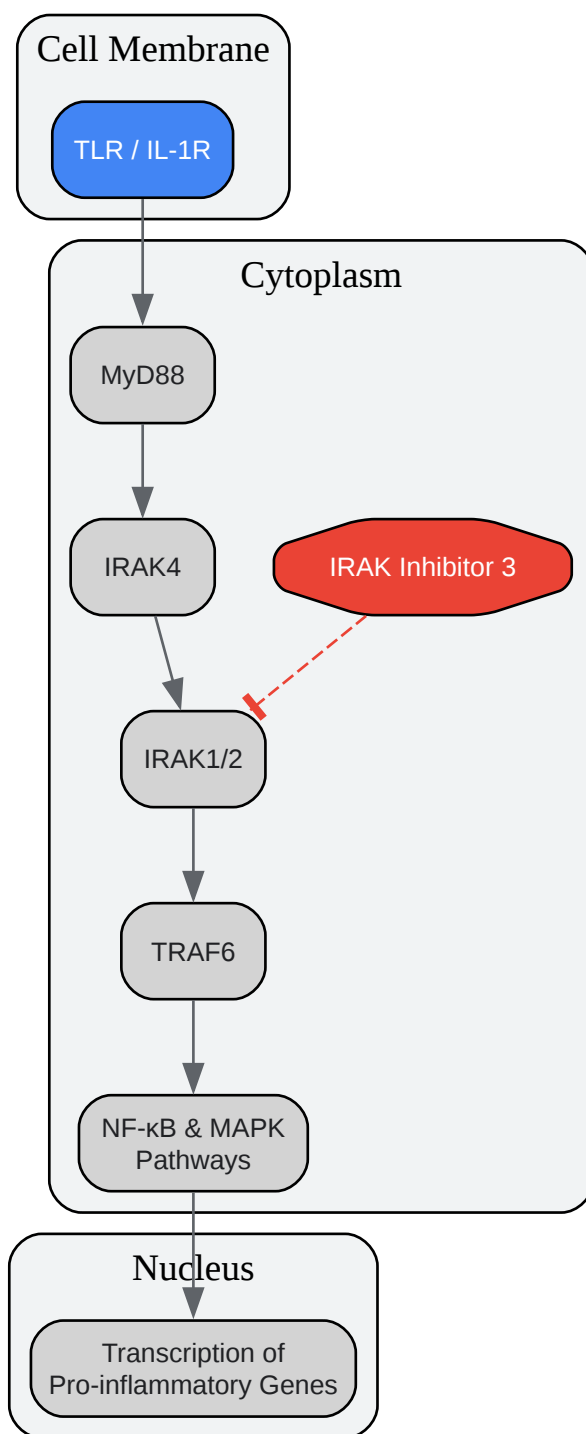 Cell Membrane
TLR / IL-1R
Cytoplasm
MyD88
IRAK4
IRAK Inhibitor 3
IRAK1/2
TRAF6
NF-κB & MAPK
Pathways
Nucleus
Transcription of
Pro-inflammatory Genes